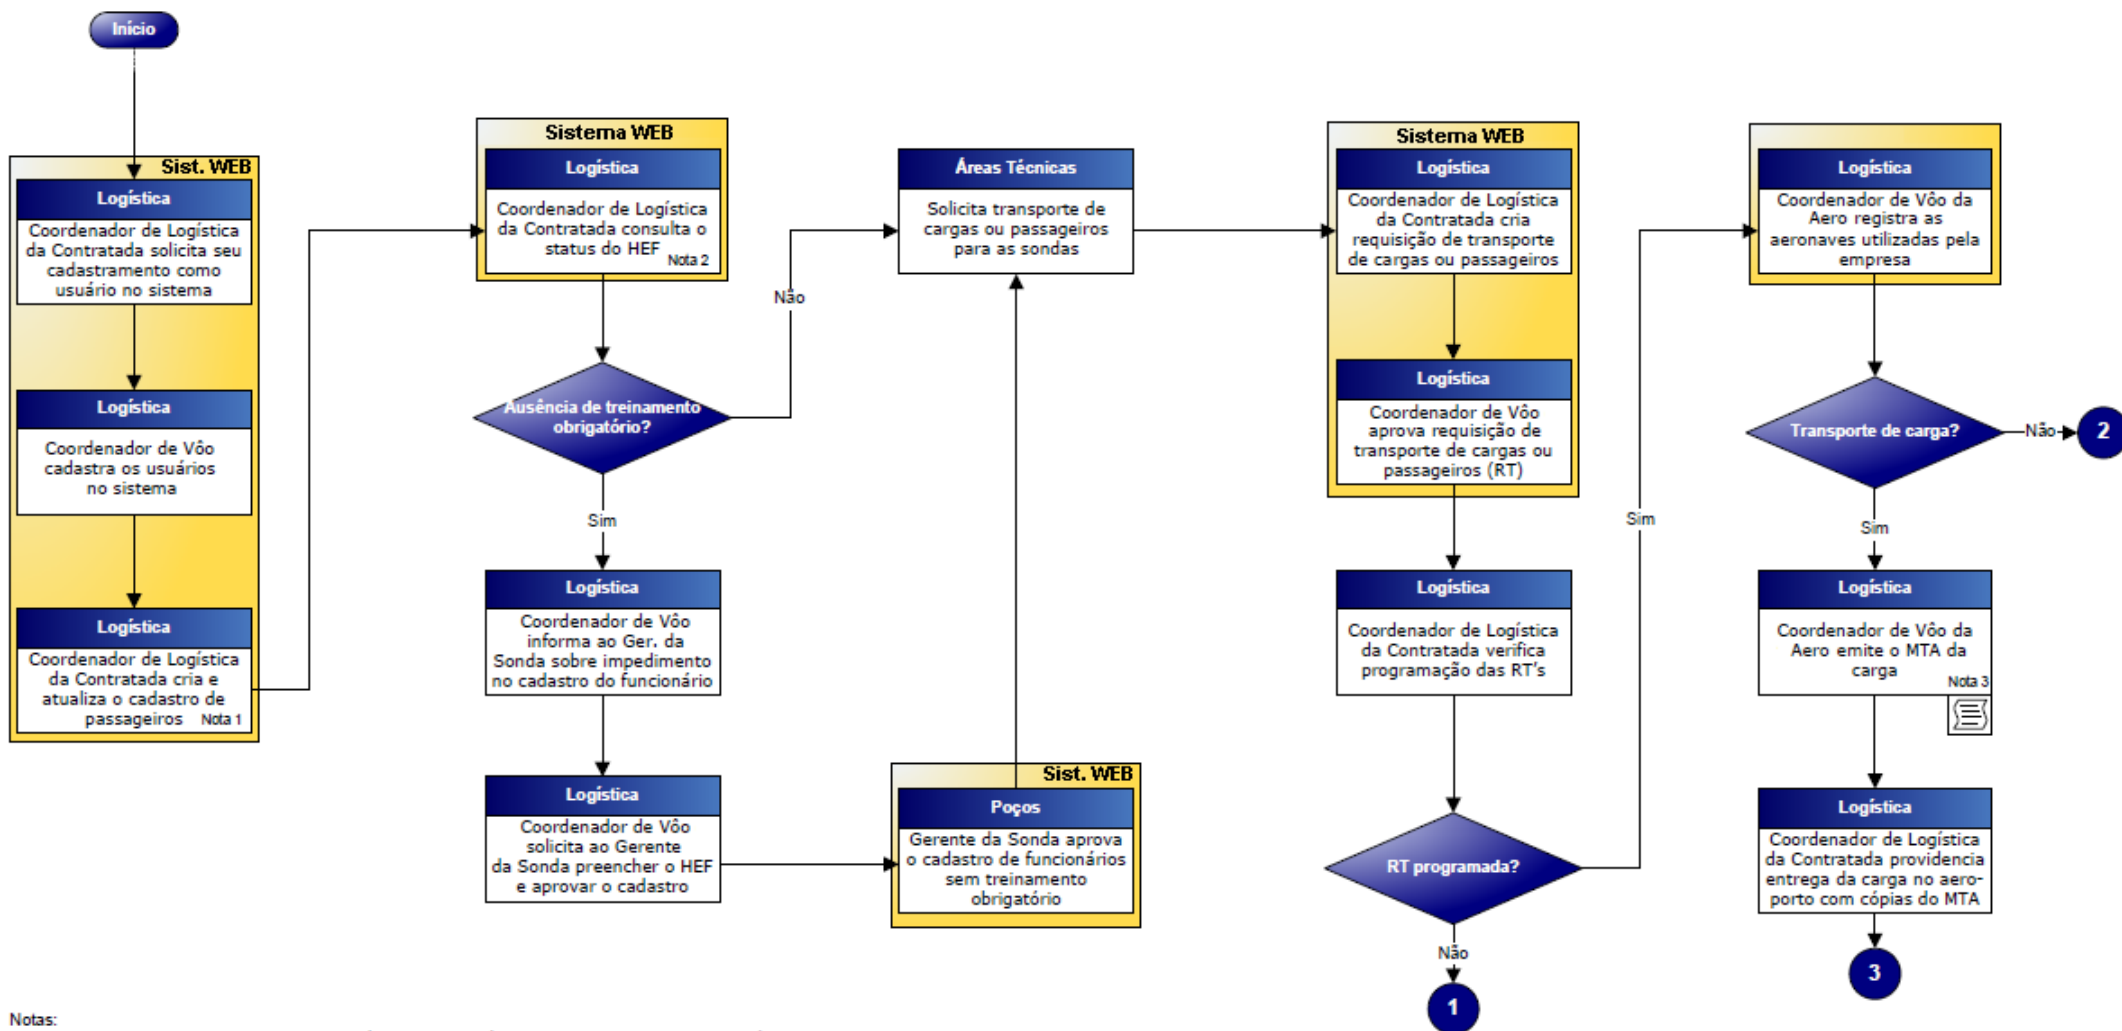 Início
Sist. WEB
Logística
Coordenador de Logística
da Contratada solicita seu
cadastramento como
usuário no sistema
Logística
Coordenador de Vôo
cadastra os usuários
no sistema
Logística
Coordenador de Logística
da Contratada cria e
atualiza o cadastro de
passageiros Nota 1
Sistema WEB
Logística
Coordenador de Logística
da Contratada consulta o
status do HEF
Nota 2
Ausência de treinamento
obrigatório?
Não
Sim
Logística
Coordenador de Vôo
informa ao Ger. da
Sonda sobre impedimento
no cadastro do funcionário
Logística
Coordenador de Vôo
solicita ao Gerente
da Sonda preencher o HEF
e aprovar o cadastro
Sist. WEB
Poços
Gerente da Sonda aprova
o cadastro de funcionários
sem treinamento
obrigatório
Áreas Técnicas
Solicita transporte de
cargas ou passageiros
para as sondas
Sistema WEB
Logística
Coordenador de Logística
da Contratada cria
requisição de transporte
de cargas ou passageiros
Logística
Coordenador de Vôo
aprova requisição de
transporte de cargas ou
passageiros (RT)
Logística
Coordenador de Logística
da Contratada verifica
programação das RT's
RT programada?
Sim
Não
1
Logística
Coordenador de Vôo da
Aero registra as
aeronaves utilizadas pela
empresa
Transporte de carga?
Não
2
Sim
Logística
Coordenador de Vôo da
Aero emite o MTA da
carga
Nota 3
Logística
Coordenador de Logística
da Contratada providencia
entrega da carga no aero-
porto com cópias do MTA
3
Notas: